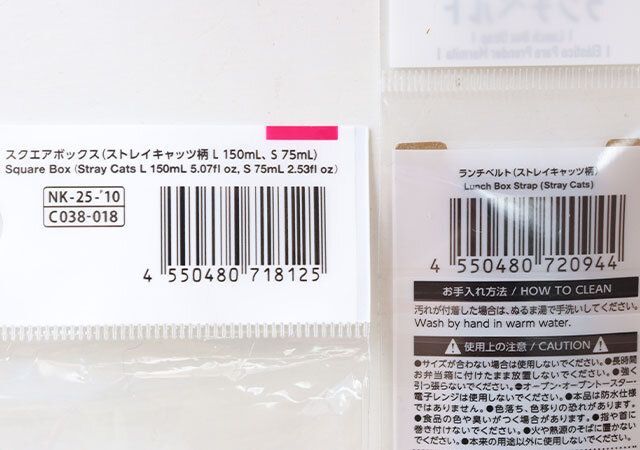 スクエアボックス(ストレイキャッツ柄 L 150mL、S 75mL)
Square Box (Stray Cats L 150mL 5.07fl oz, S 75mL 2.53fl oz)
NK-25-'10
C038-018
4 550480 718125
ランチベルト
ランチベルト(ストレイキャッツ柄)
Lunch Box Strap (Stray Cats)
4 550480 720944
お手入れ方法 / HOW TO CLEAN
汚れが付着した場合は、ぬるま湯で手洗いしてください。
Wash by hand in warm water.
使用上の注意 / CAUTION
●サイズが合わない場合は使用しないでください。●長時間
お弁当箱に付けたまま放置しないでください。●強く
引っ張らないでください。●オーブン・オーブントースター・
電子レンジは使用しないでください。●本品は防水仕様
ではありません。●色落ち、色移りの恐れがあります。
●食品の色や臭いが移ることがあります。●指や首に
巻き付けないでください。●火や熱源のそばに置かない
でください。●本来の用途以外に使用しないでください。